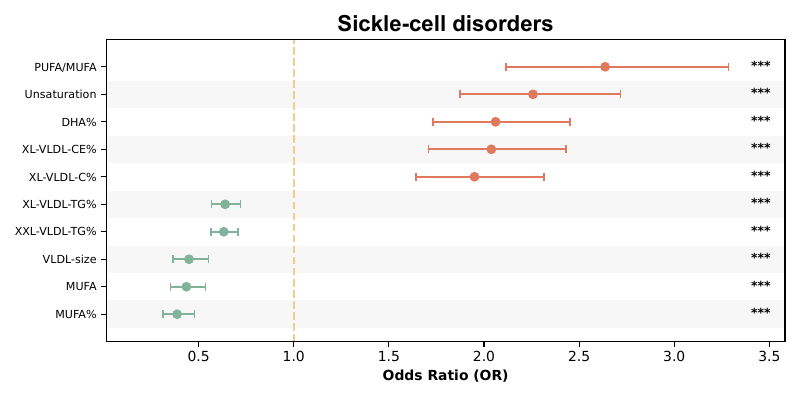 Sickle-cell disorders
PUFA/MUFA ***
Unsaturation ***
DHA% ***
XL-VLDL-CE% ***
XL-VLDL-C% ***
XL-VLDL-TG% ***
XXL-VLDL-TG% ***
VLDL-size ***
MUFA ***
MUFA% ***
0.5 1.0 1.5 2.0 2.5 3.0 3.5
Odds Ratio (OR)